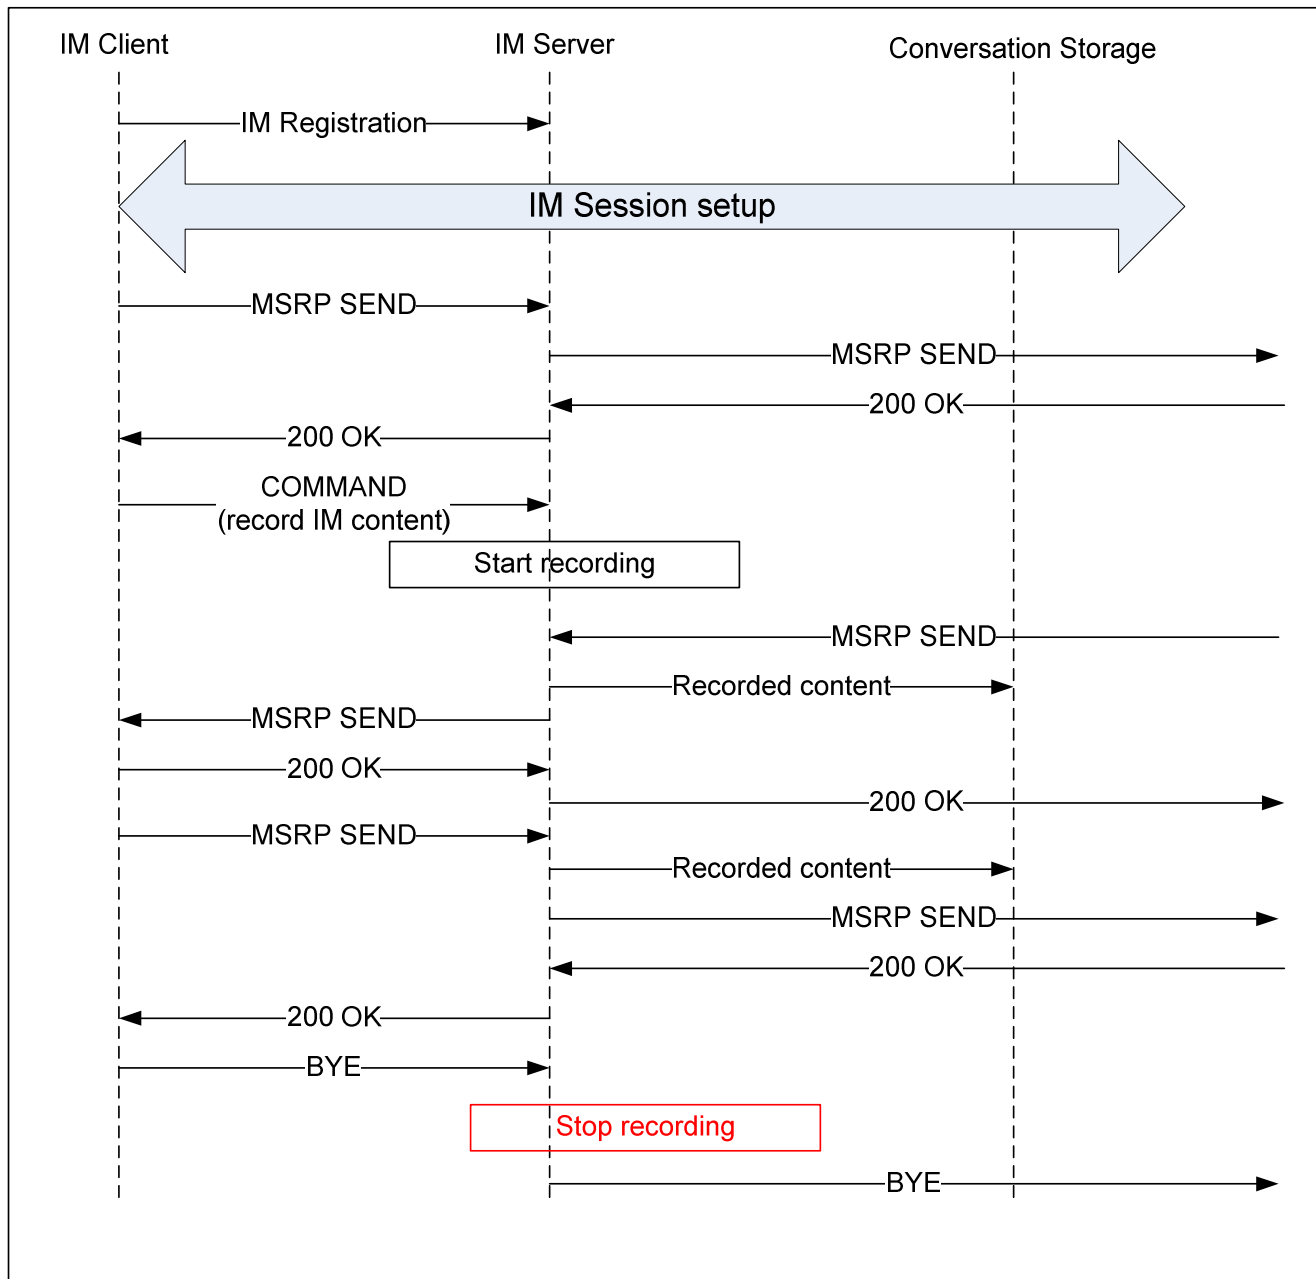 IM Client
IM Server
Conversation Storage
IM Registration
IM Session setup
MSRP SEND
MSRP SEND
200 OK
200 OK
COMMAND
(record IM content)
Start recording
MSRP SEND
Recorded content
MSRP SEND
200 OK
200 OK
MSRP SEND
Recorded content
MSRP SEND
200 OK
200 OK
BYE
Stop recording
BYE